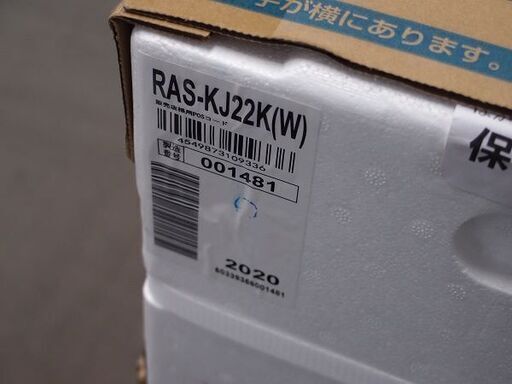 子が横にあります。
RAS-KJ22K(W)
販売店様用POSコード
4549873109336
製造
番号
001481
2020
保